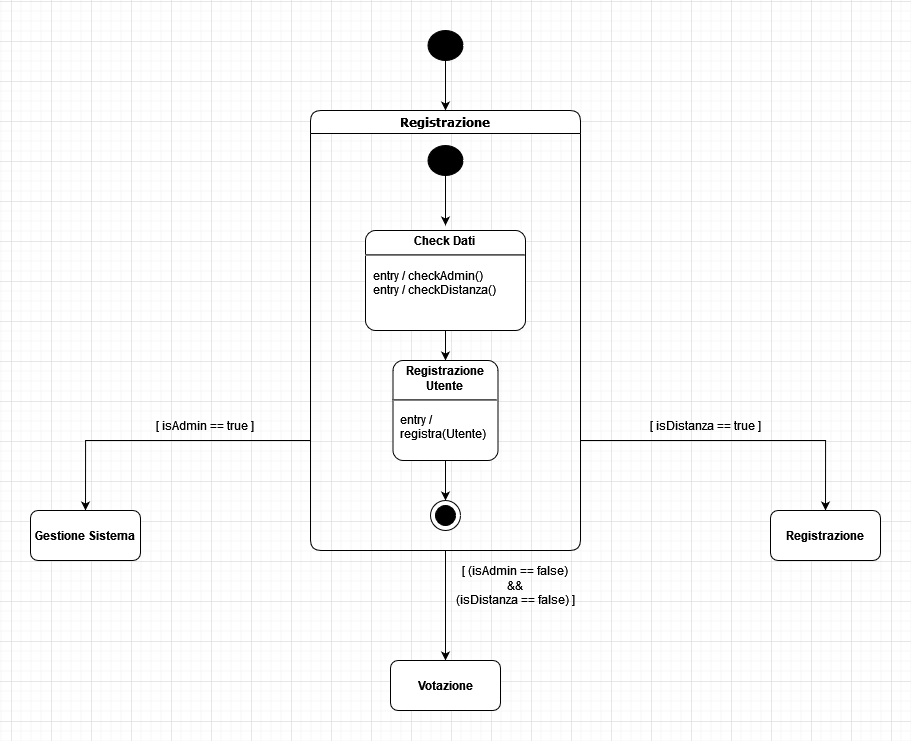 Registrazione
Check Dati
entry / checkAdmin()
entry / checkDistanza()
Registrazione
Utente
entry /
registra(Utente)
[ isAdmin == true ]
[ isDistanza == true ]
Gestione Sistema
Registrazione
[ (isAdmin == false)
&&
(isDistanza == false) ]
Votazione